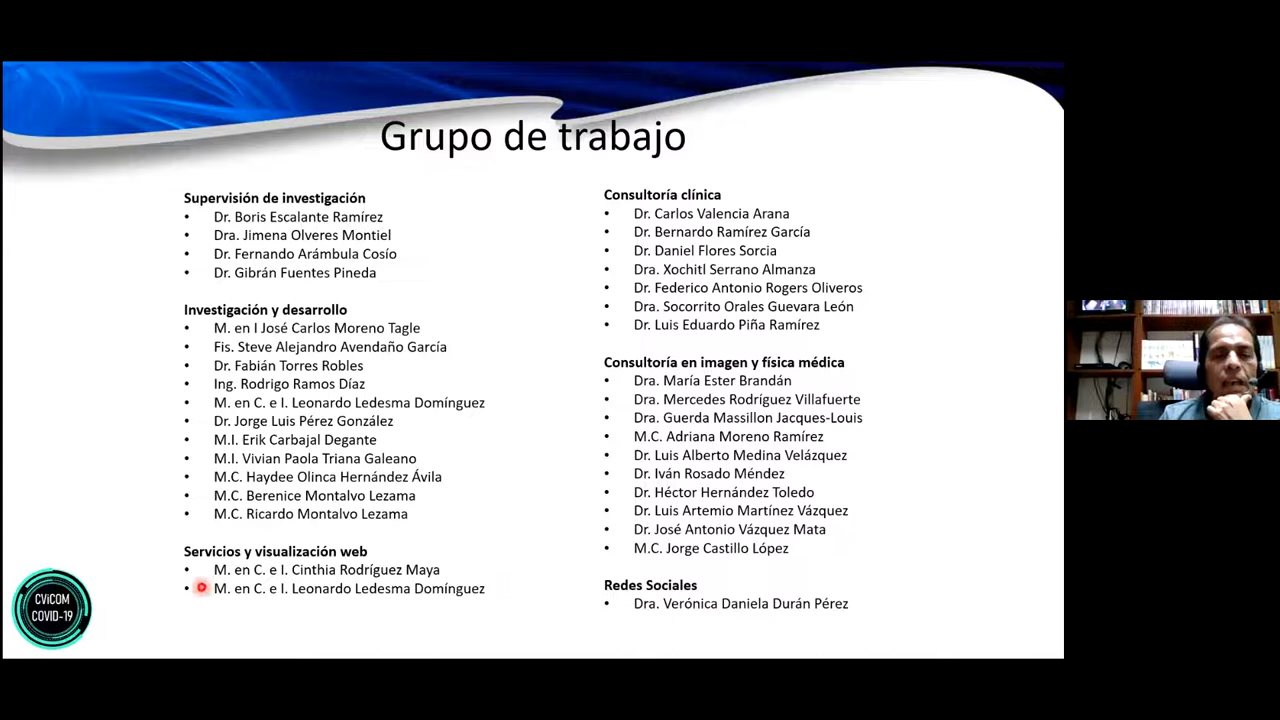 Grupo de trabajo
Supervisión de investigación
• Dr. Boris Escalante Ramírez
• Dra. Jimena Olveres Montiel
• Dr. Fernando Arámbula Cosío
• Dr. Gibrán Fuentes Pineda
Investigación y desarrollo
• M. en I José Carlos Moreno Tagle
• Fis. Steve Alejandro Avendaño García
• Dr. Fabián Torres Robles
• Ing. Rodrigo Ramos Díaz
• M. en C. e I. Leonardo Ledesma Domínguez
• Dr. Jorge Luis Pérez González
• M.I. Erik Carbajal Degante
• M.I. Vivian Paola Triana Galeano
• M.C. Haydee Olinca Hernández Ávila
• M.C. Berenice Montalvo Lezama
• M.C. Ricardo Montalvo Lezama
Servicios y visualización web
• M. en C. e I. Cinthia Rodríguez Maya
• M. en C. e I. Leonardo Ledesma Domínguez
Consultoría clínica
• Dr. Carlos Valencia Arana
• Dr. Bernardo Ramírez García
• Dr. Daniel Flores Sorcia
• Dra. Xochitl Serrano Almanza
• Dr. Federico Antonio Rogers Oliveros
• Dra. Socorrito Orales Guevara León
• Dr. Luis Eduardo Piña Ramírez
Consultoría en imagen y física médica
• Dra. María Ester Brandán
• Dra. Mercedes Rodríguez Villafuerte
• Dra. Guerda Massillon Jacques-Louis
• M.C. Adriana Moreno Ramírez
• Dr. Luis Alberto Medina Velázquez
• Dr. Iván Rosado Méndez
• Dr. Héctor Hernández Toledo
• Dr. Luis Artemio Martínez Vázquez
• Dr. José Antonio Vázquez Mata
• M.C. Jorge Castillo López
Redes Sociales
• Dra. Verónica Daniela Durán Pérez
CViCOM
COVID-19